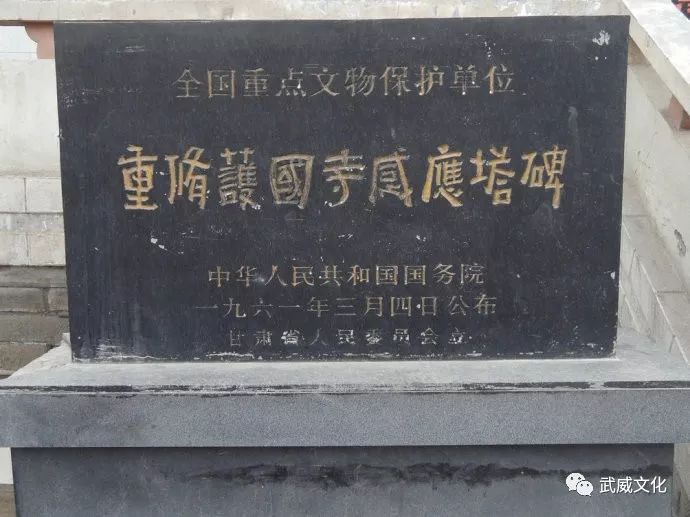 全国重点文物保护单位
重脩護國寺感應塔碑
中华人民共和国国务院
一九六一年三月四日公布
甘肃省人民委员会立
武威文化